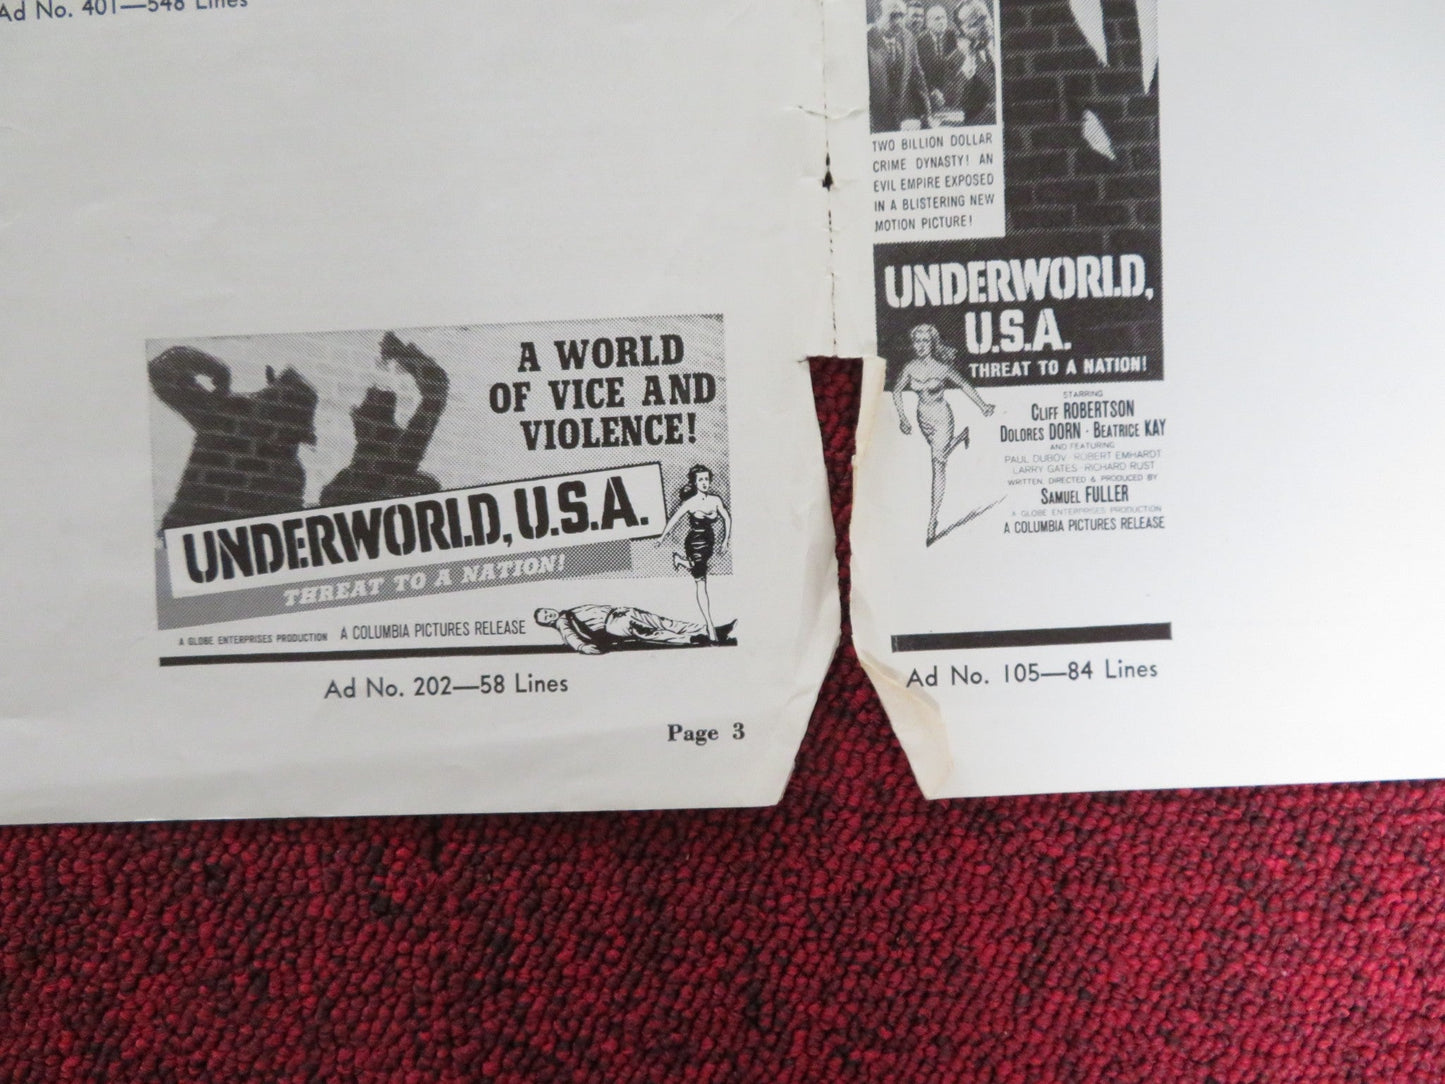 Ad No. 401—548 Lines
A WORLD
OF VICE AND
VIOLENCE!
UNDERWORLD, U.S.A.
THREAT TO A NATION!
A GLOBE ENTERPRISES PRODUCTION A COLUMBIA PICTURES RELEASE
Ad No. 202—58 Lines
Page 3
TWO BILLION DOLLAR
CRIME DYNASTY! AN
EVIL EMPIRE EXPOSED
IN A BLISTERING NEW
MOTION PICTURE!
UNDERWORLD,
U.S.A.
THREAT TO A NATION!
STARRING
CLIFF ROBERTSON
DOLORES DORN · BEATRICE KAY
AND FEATURING
PAUL DUBOV · ROBERT EMHARDT
LARRY GATES · RICHARD RUST
WRITTEN, DIRECTED & PRODUCED BY
SAMUEL FULLER
A GLOBE ENTERPRISES PRODUCTION
A COLUMBIA PICTURES RELEASE
Ad No. 105—84 Lines